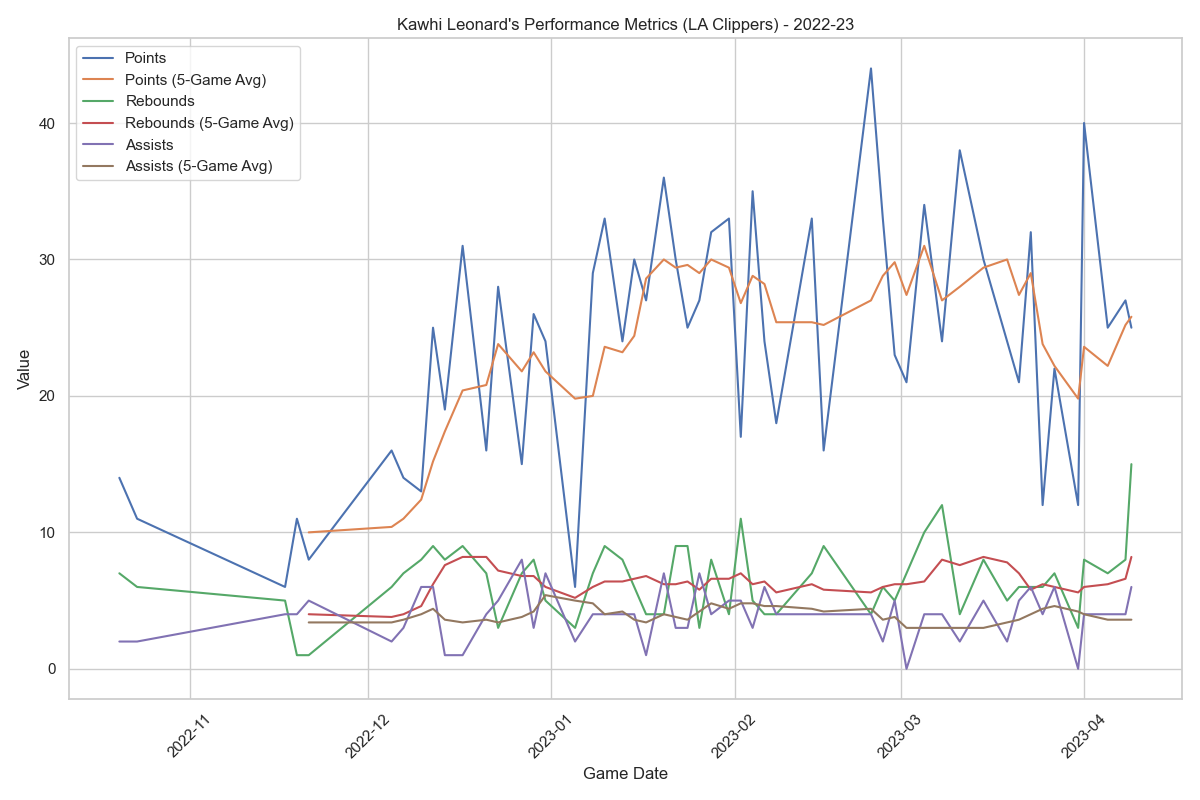 Kawhi Leonard's Performance Metrics (LA Clippers) - 2022-23
Points
Points (5-Game Avg)
Rebounds
Rebounds (5-Game Avg)
Assists
Assists (5-Game Avg)
40
30
20
10
0
Value
2022-11
2022-12
2023-01
2023-02
2023-03
2023-04
Game Date